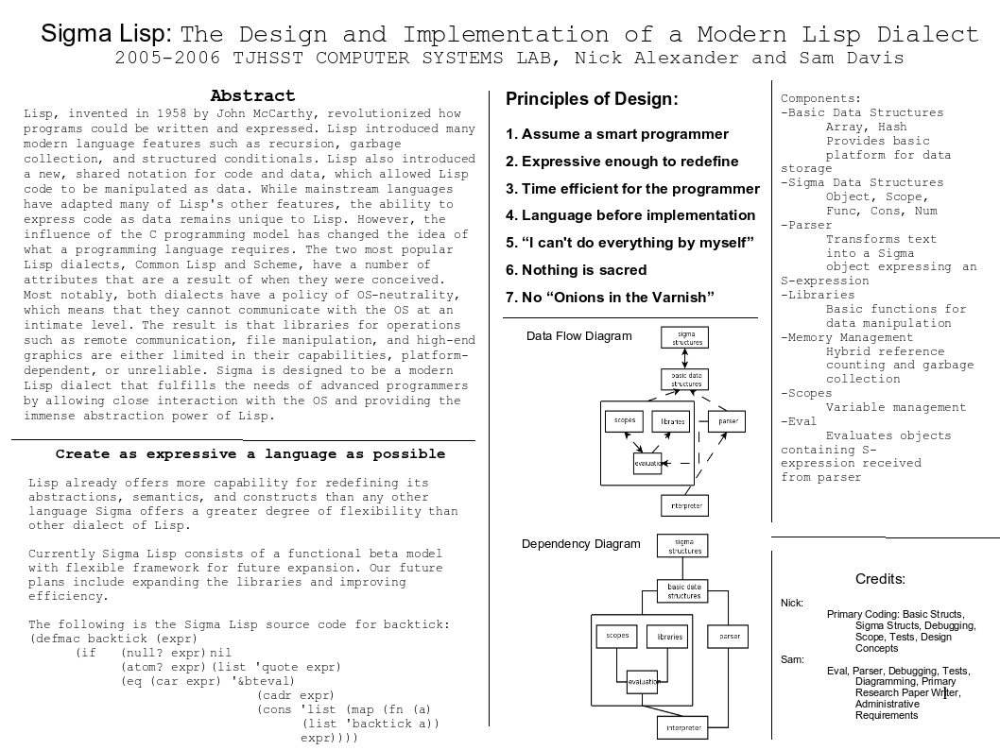 Sigma Lisp: The Design and Implementation of a Modern Lisp Dialect
2005-2006 TJHSST COMPUTER SYSTEMS LAB, Nick Alexander and Sam Davis
Abstract
Lisp, invented in 1958 by John McCarthy, revolutionized how
programs could be written and expressed. Lisp introduced many
modern language features such as recursion, garbage
collection, and structured conditionals. Lisp also introduced
a new, shared notation for code and data, which allowed Lisp
code to be manipulated as data. While mainstream languages
have adapted many of Lisp's other features, the ability to
express code as data remains unique to Lisp. However, the
influence of the C programming model has changed the idea of
what a programming language requires. The two most popular
Lisp dialects, Common Lisp and Scheme, have a number of
attributes that are a result of when they were conceived.
Most notably, both dialects have a policy of OS-neutrality,
which means that they cannot communicate with the OS at an
intimate level. The result is that libraries for operations
such as remote communication, file manipulation, and high-end
graphics are either limited in their capabilities, platform-
dependent, or unreliable. Sigma is designed to be a modern
Lisp dialect that fulfills the needs of advanced programmers
by allowing close interaction with the OS and providing the
immense abstraction power of Lisp.
Create as expressive a language as possible
Lisp already offers more capability for redefining its
abstractions, semantics, and constructs than any other
language Sigma offers a greater degree of flexibility than
other dialect of Lisp.
Currently Sigma Lisp consists of a functional beta model
with flexible framework for future expansion. Our future
plans include expanding the libraries and improving
efficiency.
The following is the Sigma Lisp source code for backtick:
(defmac backtick (expr)
(if (null? expr) nil
(atom? expr) (list 'quote expr)
(eq (car expr) '&bteval)
(cadr expr)
(cons 'list (map (fn (a)
(list 'backtick a))
expr))))
Principles of Design:
1. Assume a smart programmer
2. Expressive enough to redefine
3. Time efficient for the programmer
4. Language before implementation
5. “I can't do everything by myself”
6. Nothing is sacred
7. No “Onions in the Varnish”
Data Flow Diagram
sigma
structures
basic data
structures
scopes
libraries
parser
evaluation
interpreter
Dependency Diagram
sigma
structures
basic data
structures
scopes
libraries
parser
evaluation
interpreter
Components:
-Basic Data Structures
Array, Hash
Provides basic
platform for data
storage
-Sigma Data Structures
Object, Scope,
Func, Cons, Num
-Parser
Transforms text
into a Sigma
object expressing an
S-expression
-Libraries
Basic functions for
data manipulation
-Memory Management
Hybrid reference
counting and garbage
collection
-Scopes
Variable management
-Eval
Evaluates objects
containing S-
expression received
from parser
Credits:
Nick:
Primary Coding: Basic Structs,
Sigma Structs, Debugging,
Scope, Tests, Design
Concepts
Sam:
Eval, Parser, Debugging, Tests,
Diagramming, Primary
Research Paper Writer,
Administrative
Requirements